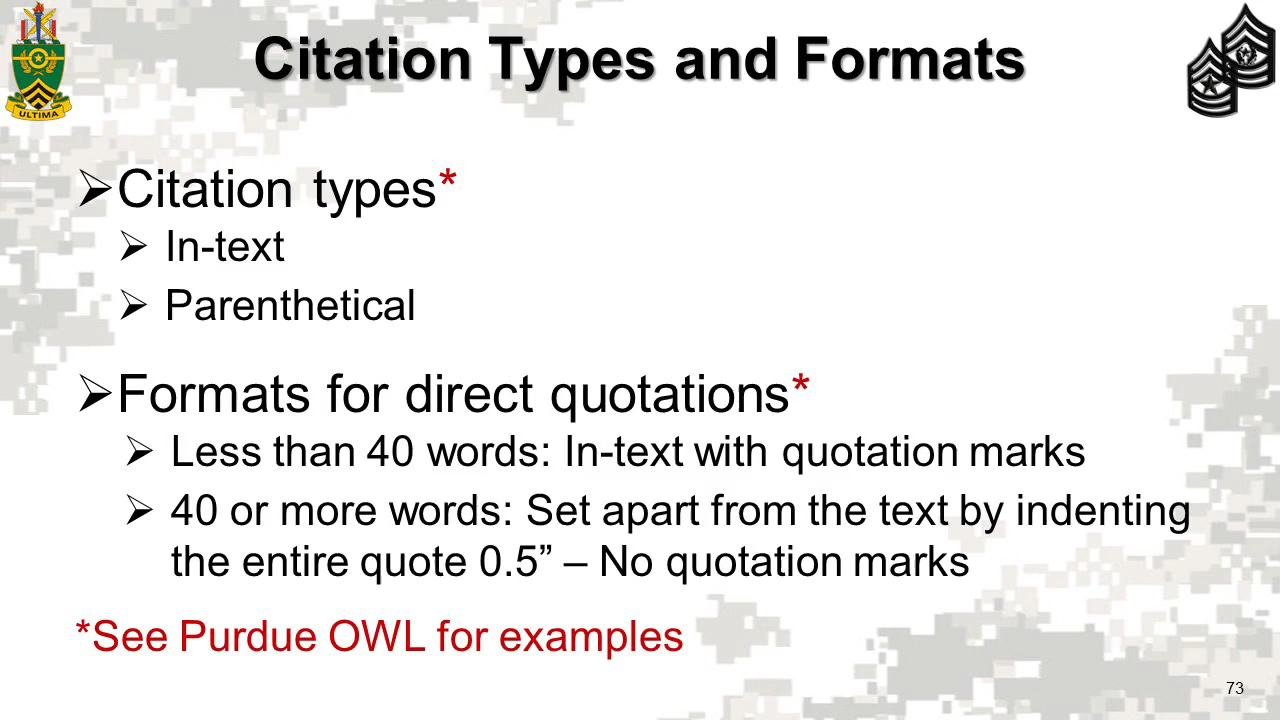 Citation Types and Formats
ULTIMA
➢Citation types*
➢ In-text
➢ Parenthetical
➢Formats for direct quotations*
➢ Less than 40 words: In-text with quotation marks
➢ 40 or more words: Set apart from the text by indenting
the entire quote 0.5” – No quotation marks
*See Purdue OWL for examples
73